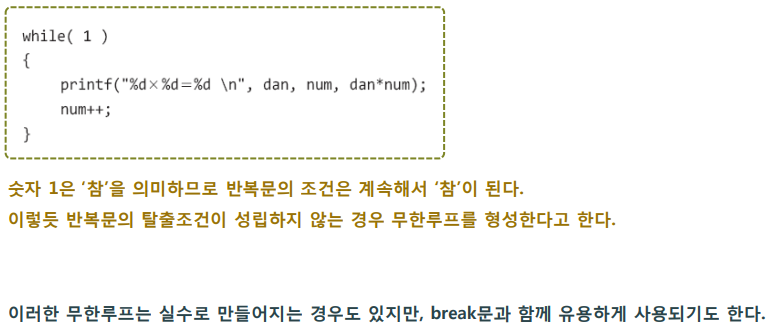 while( 1 )
{
    printf("%d×%d=%d \n", dan, num, dan*num);
    num++;
}
숫자 1은 ‘참’을 의미하므로 반복문의 조건은 계속해서 ‘참’이 된다.
이렇듯 반복문의 탈출조건이 성립하지 않는 경우 무한루프를 형성한다고 한다.
이러한 무한루프는 실수로 만들어지는 경우도 있지만, break문과 함께 유용하게 사용되기도 한다.